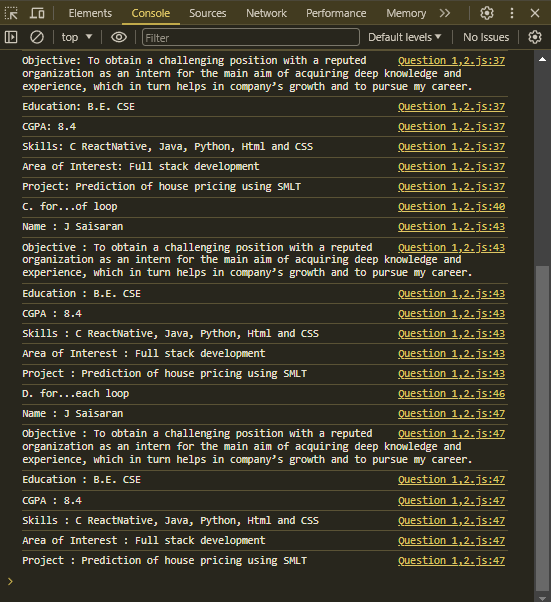 Elements Console Sources Network Performance Memory
top Filter Default levels No Issues
Objective: To obtain a challenging position with a reputed Question 1,2.js:37
organization as an intern for the main aim of acquiring deep knowledge and
experience, which in turn helps in company’s growth and to pursue my career.
Education: B.E. CSE Question 1,2.js:37
CGPA: 8.4 Question 1,2.js:37
Skills: C ReactNative, Java, Python, Html and CSS Question 1,2.js:37
Area of Interest: Full stack development Question 1,2.js:37
Project: Prediction of house pricing using SMLT Question 1,2.js:37
C. for...of loop Question 1,2.js:40
Name : J Saisaran Question 1,2.js:43
Objective : To obtain a challenging position with a reputed Question 1,2.js:43
organization as an intern for the main aim of acquiring deep knowledge and
experience, which in turn helps in company’s growth and to pursue my career.
Education : B.E. CSE Question 1,2.js:43
CGPA : 8.4 Question 1,2.js:43
Skills : C ReactNative, Java, Python, Html and CSS Question 1,2.js:43
Area of Interest : Full stack development Question 1,2.js:43
Project : Prediction of house pricing using SMLT Question 1,2.js:43
D. for...each loop Question 1,2.js:46
Name : J Saisaran Question 1,2.js:47
Objective : To obtain a challenging position with a reputed Question 1,2.js:47
organization as an intern for the main aim of acquiring deep knowledge and
experience, which in turn helps in company’s growth and to pursue my career.
Education : B.E. CSE Question 1,2.js:47
CGPA : 8.4 Question 1,2.js:47
Skills : C ReactNative, Java, Python, Html and CSS Question 1,2.js:47
Area of Interest : Full stack development Question 1,2.js:47
Project : Prediction of house pricing using SMLT Question 1,2.js:47